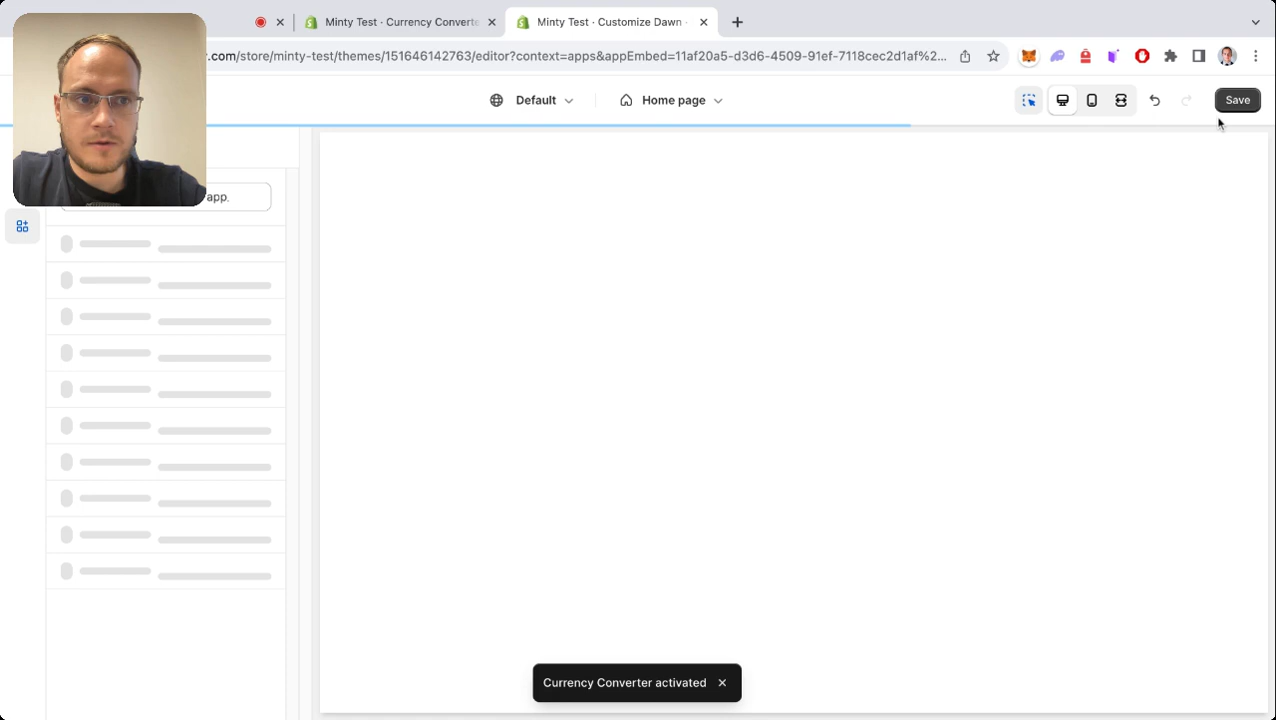 Minty Test · Currency Converte
Minty Test · Customize Dawn ·
y.com/store/minty-test/themes/151646142763/editor?context=apps&appEmbed=11af20a5-d3d6-4509-91ef-7118cec2d1af%2...
Default
Home page
Save
app.
Currency Converter activated